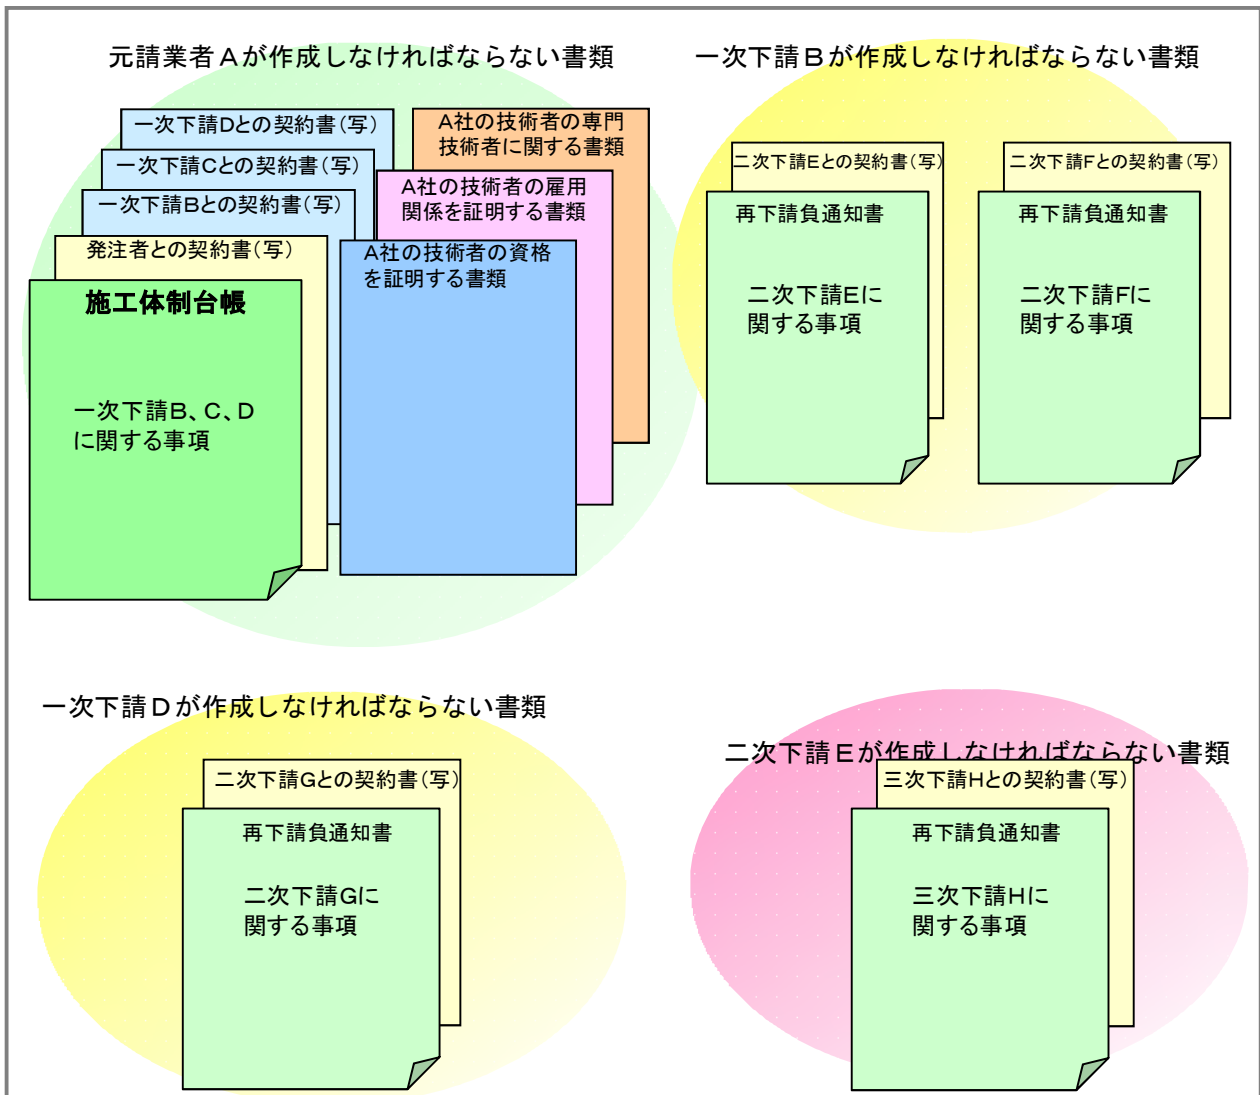 元請業者Aが作成しなければならない書類
一次下請Dとの契約書（写）
一次下請Cとの契約書（写）
一次下請Bとの契約書（写）
発注者との契約書（写）
施工体制台帳
一次下請B、C、D
に関する事項
A社の技術者の専門
技術者に関する書類
A社の技術者の雇用
関係を証明する書類
A社の技術者の資格
を証明する書類
一次下請Bが作成しなければならない書類
二次下請Eとの契約書（写）
再下請負通知書
二次下請Eに
関する事項
二次下請Fとの契約書（写）
再下請負通知書
二次下請Fに
関する事項
一次下請Dが作成しなければならない書類
二次下請Gとの契約書（写）
再下請負通知書
二次下請Gに
関する事項
二次下請Eが作成しなければならない書類
三次下請Hとの契約書（写）
再下請負通知書
三次下請Hに
関する事項